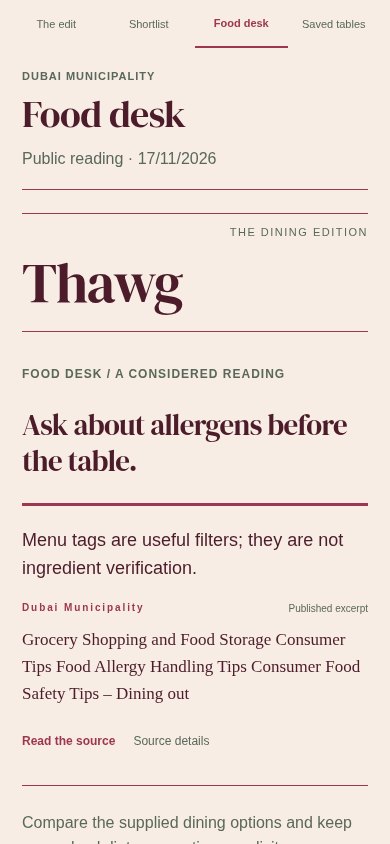 The edit Shortlist Food desk Saved tables
DUBAI MUNICIPALITY
Food desk
Public reading · 17/11/2026
THE DINING EDITION
Thawg
FOOD DESK / A CONSIDERED READING
Ask about allergens before
the table.
Menu tags are useful filters; they are not
ingredient verification.
Dubai Municipality Published excerpt
Grocery Shopping and Food Storage Consumer
Tips Food Allergy Handling Tips Consumer Food
Safety Tips – Dining out
Read the source Source details
Compare the supplied dining options and keep